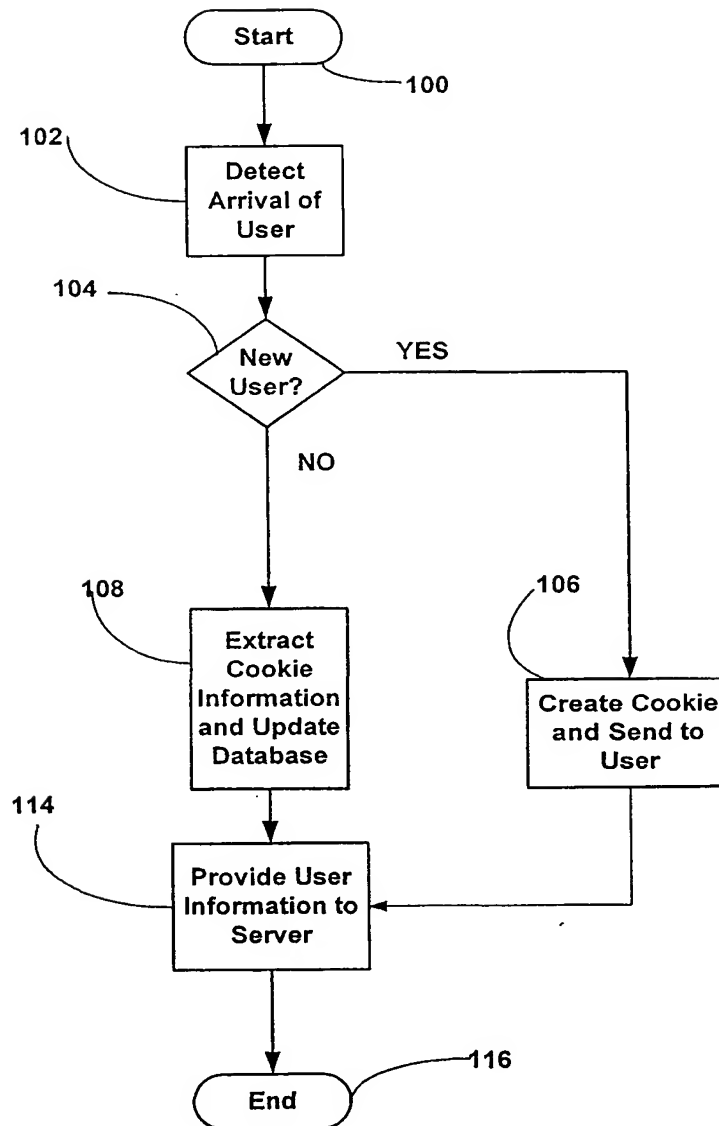 Start
100
102
Detect
Arrival of
User
104
New
User?
YES
NO
108
106
Extract
Cookie
Information
and Update
Database
Create Cookie
and Send to
User
114
Provide User
Information to
Server
116
End